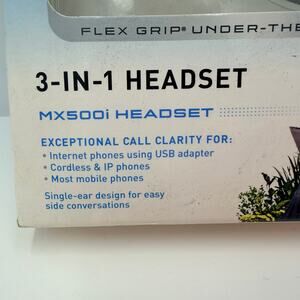 FLEX GRIP® UNDER-THE
3-IN-1 HEADSET
MX500i HEADSET
EXCEPTIONAL CALL CLARITY FOR:
• Internet phones using USB adapter
• Cordless & IP phones
• Most mobile phones
Single-ear design for easy
side conversations